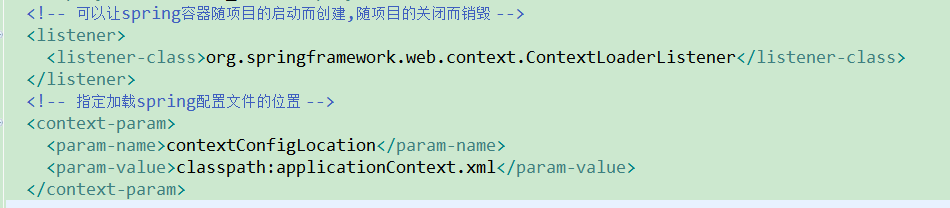 <!-- 可以让spring容器随项目的启动而创建,随项目的关闭而销毁 -->
<listener>
<listener-class>org.springframework.web.context.ContextLoaderListener</listener-class>
</listener>
<!-- 指定加载spring配置文件的位置 -->
<context-param>
<param-name>contextConfigLocation</param-name>
<param-value>classpath:applicationContext.xml</param-value>
</context-param>